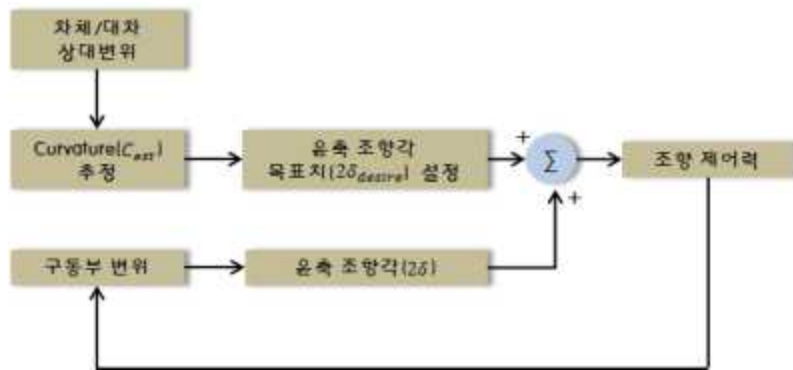 차체/대차
상대변위
Curvature(C_est)
추정
윤축 조향각
목표치(2δ_desire) 설정
+
Σ
+
조향 제어력
구동부 변위
윤축 조향각(2δ)